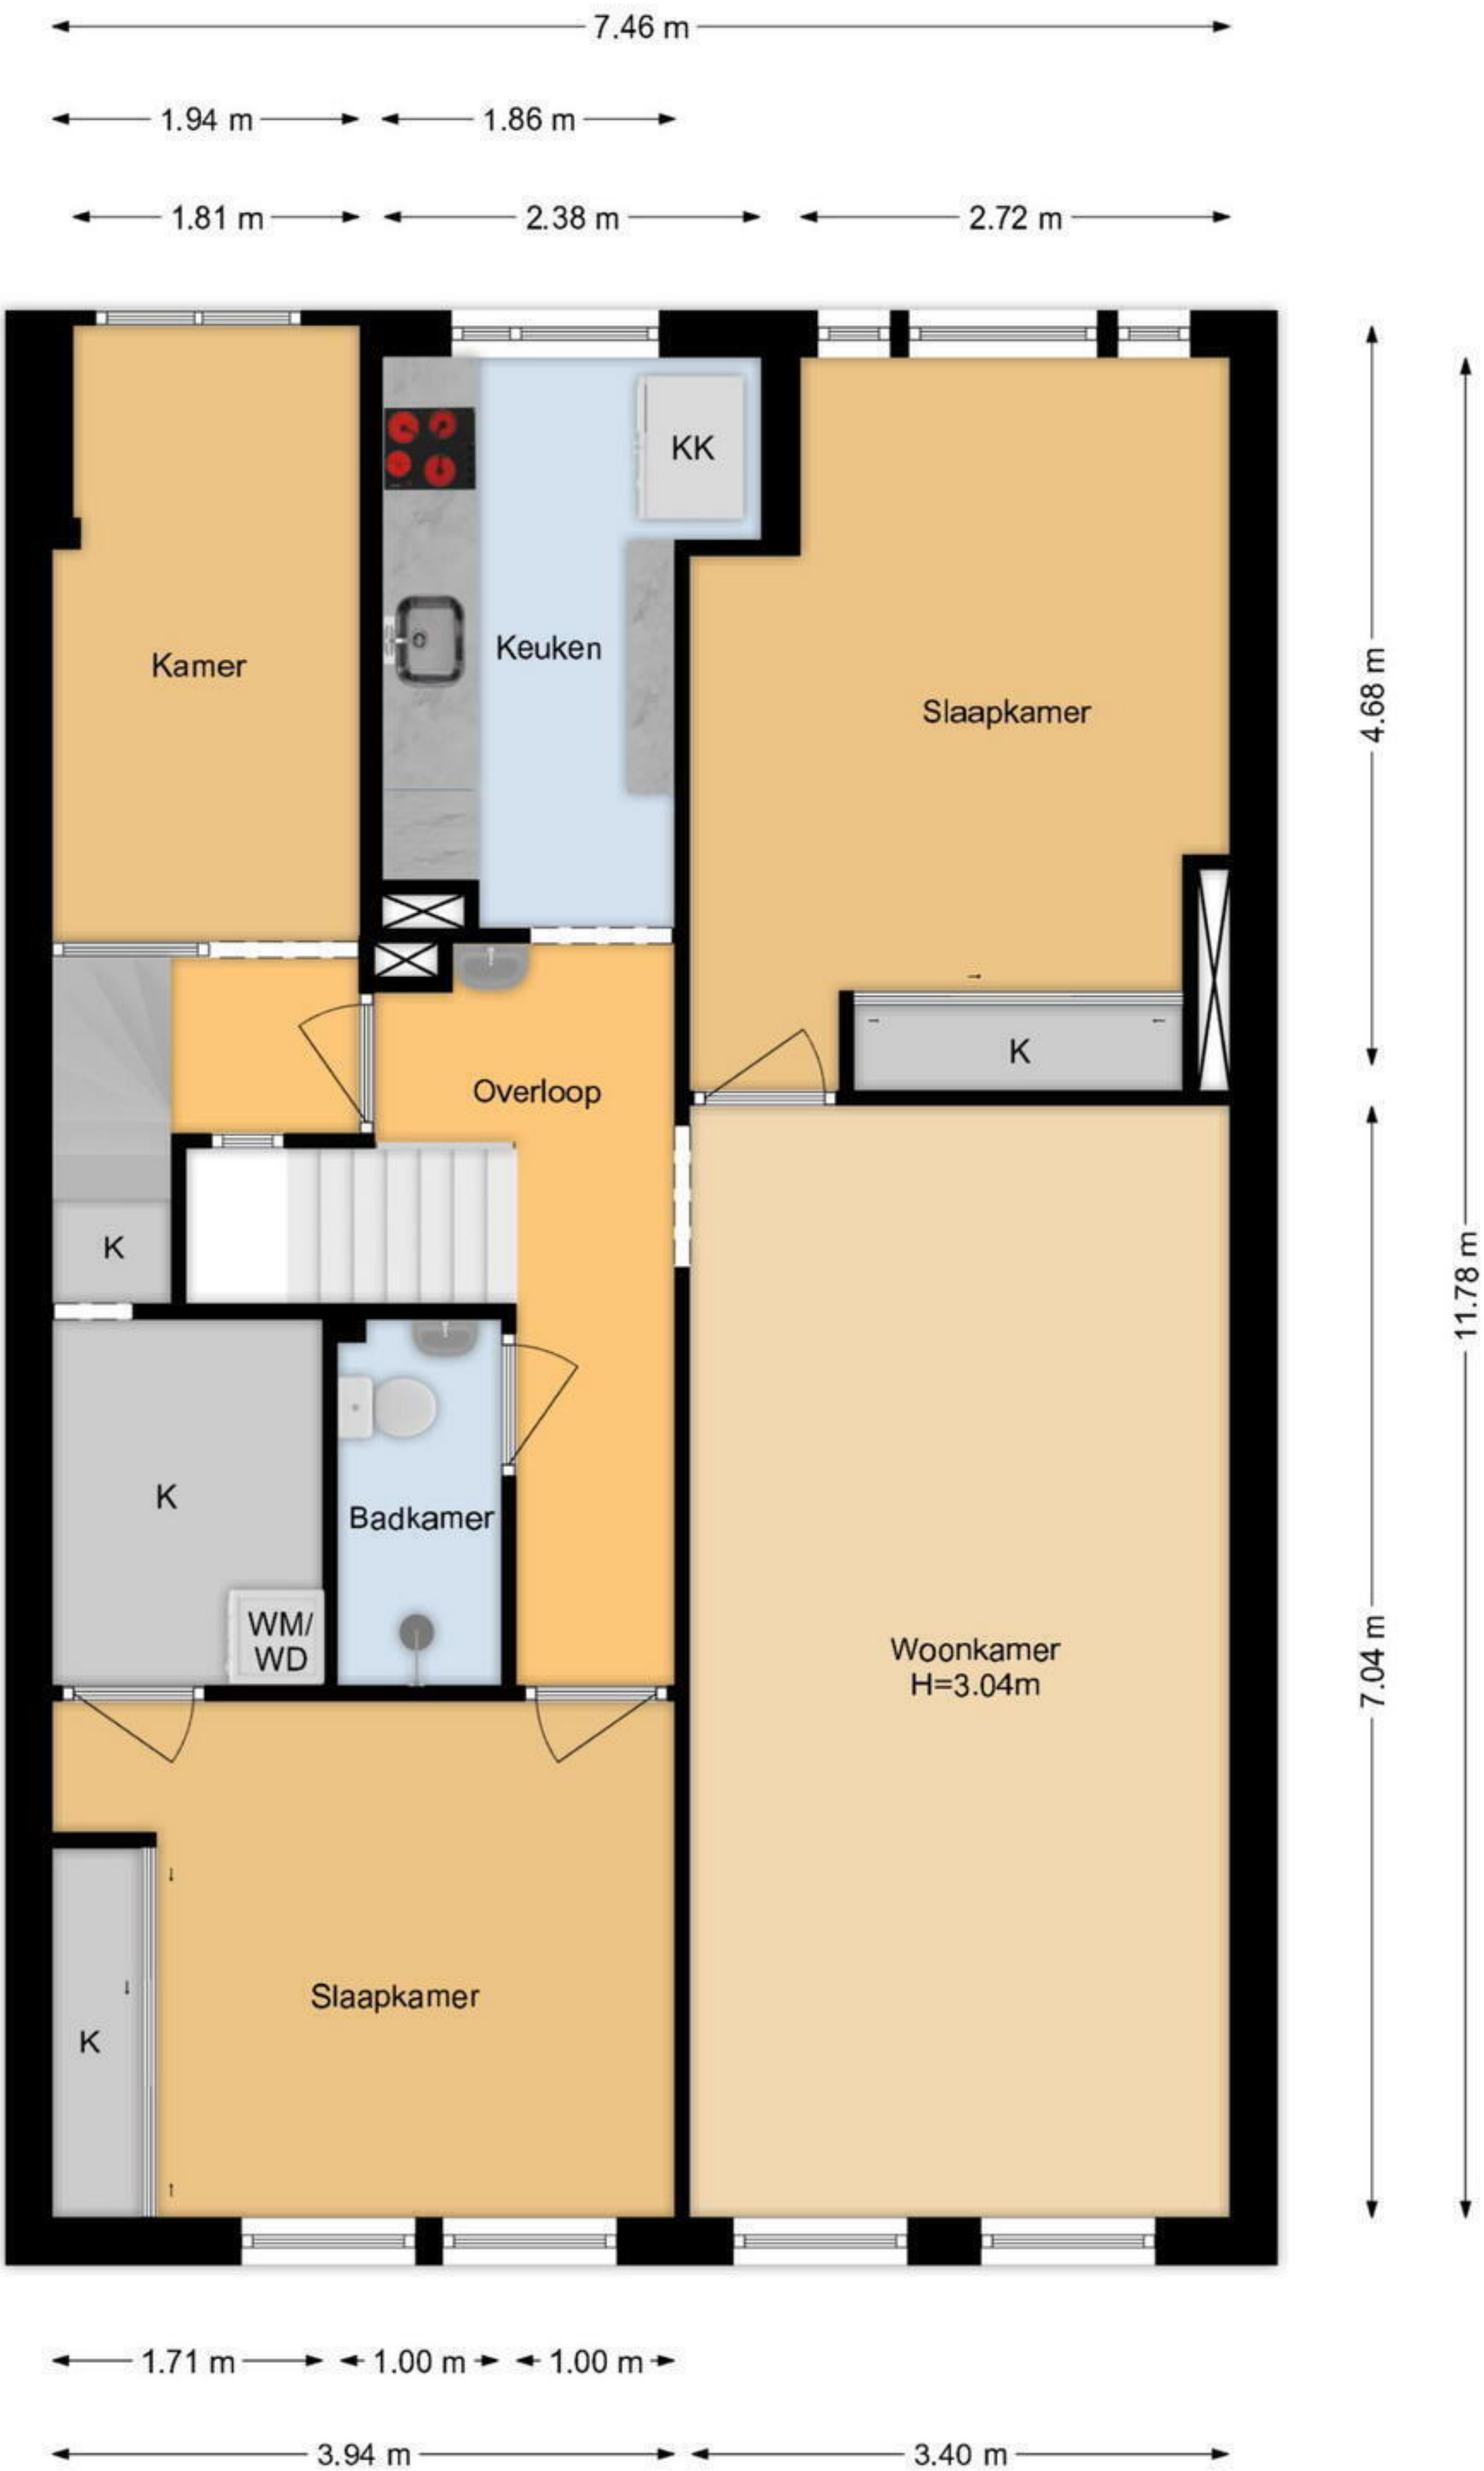 7.46 m
1.94 m
1.86 m
1.81 m
2.38 m
2.72 m
KK
Keuken
Kamer
Slaapkamer
4.68 m
K
Overloop
K
11.78 m
K
Badkamer
WM/
WD
Woonkamer
H=3.04m
7.04 m
Slaapkamer
K
1.71 m
1.00 m
1.00 m
3.94 m
3.40 m